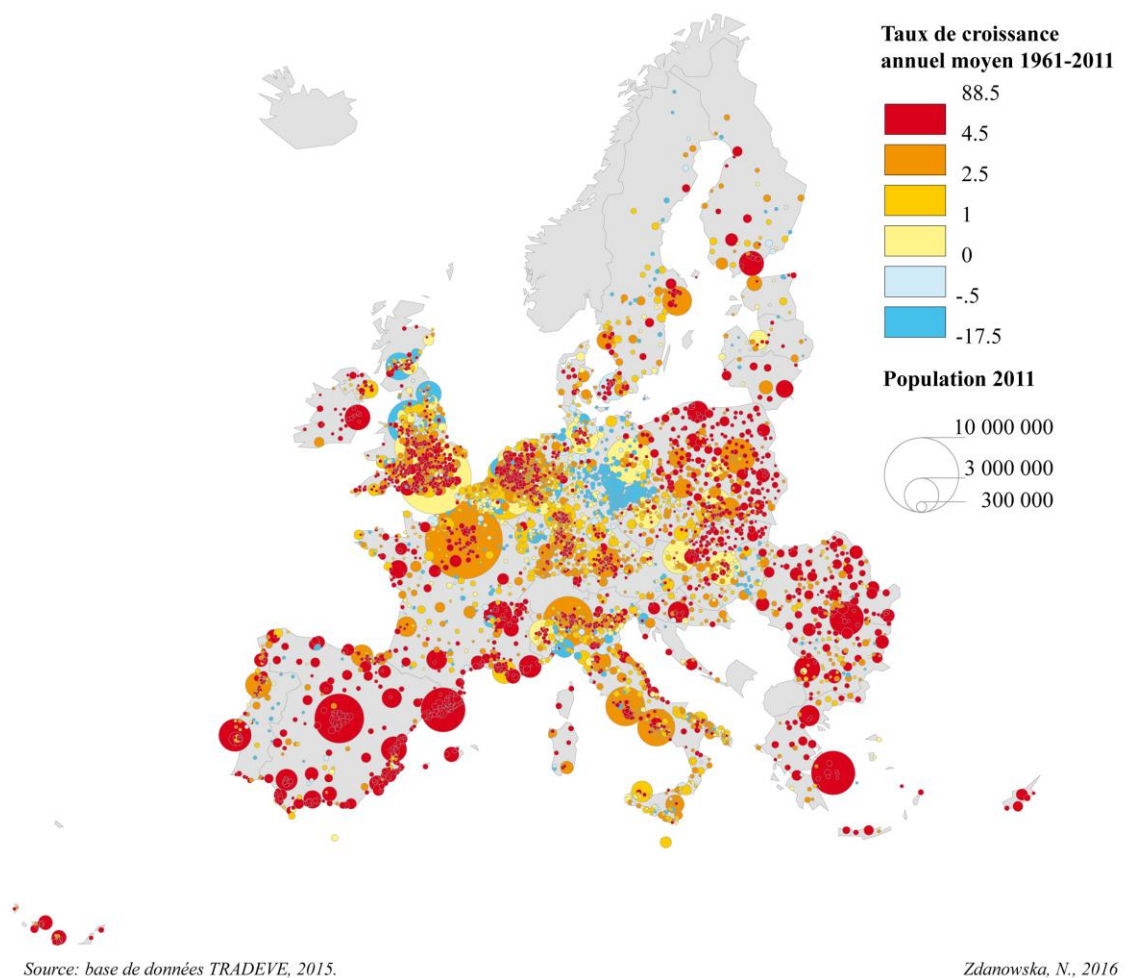 Taux de croissance
annuel moyen 1961-2011
88.5
4.5
2.5
1
0
-.5
-17.5
Population 2011
10 000 000
3 000 000
300 000
Source: base de données TRADEVE, 2015.
Zdanowska, N., 2016